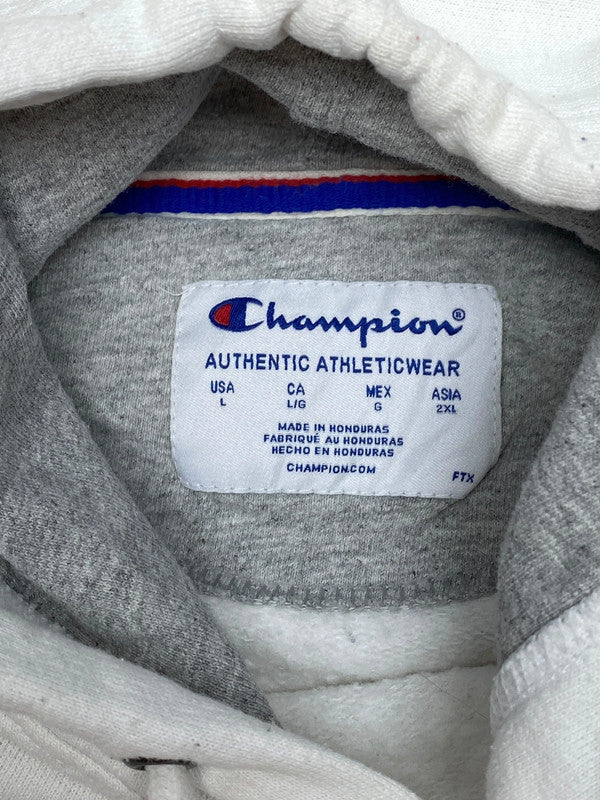 Champion®
AUTHENTIC ATHLETICWEAR
USA CA MEX ASIA
L L/G G 2XL
MADE IN HONDURAS
FABRIQUÉ AU HONDURAS
HECHO EN HONDURAS
CHAMPION.COM
FTX